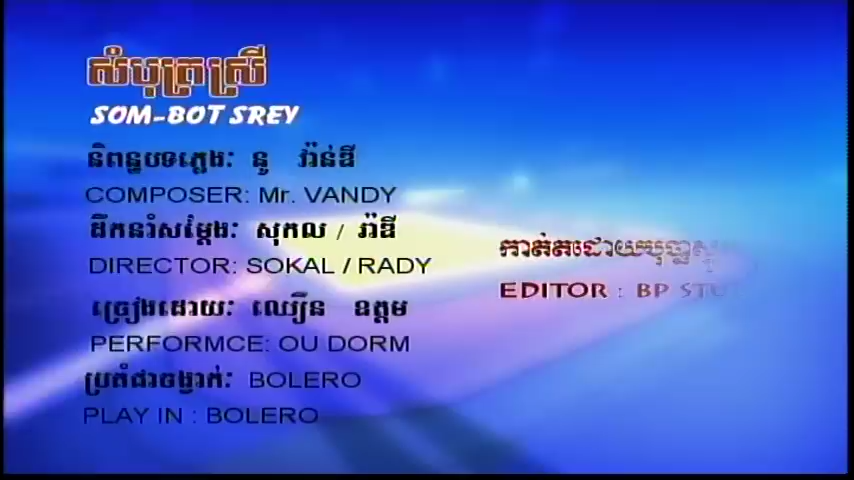 សំបុត្រស្រី
SOM-BOT SREY
និពន្ធបទភ្លេងៈ នូ វ៉ាន់ឌី
COMPOSER: Mr. VANDY
ដឹកនាំសម្ដែងៈ សុកល / រ៉ាឌី
DIRECTOR: SOKAL / RADY
ច្រៀងដោយៈ ឈឿន ឧត្តម
PERFORMCE: OU DORM
ប្រគំជាចង្វាក់ៈ BOLERO
PLAY IN : BOLERO
កាត់តដោយ
EDITOR : BP